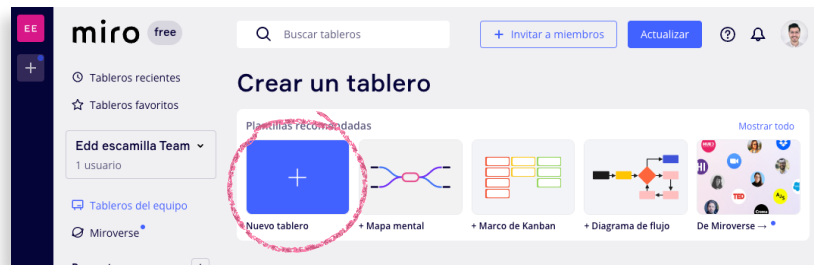 EE
miro free
Buscar tableros
+ Invitar a miembros
Actualizar
Tableros recientes
Tableros favoritos
Edd escamilla Team
1 usuario
Tableros del equipo
Miroverse
Crear un tablero
Plantillas recomendadas
Mostrar todo
Nuevo tablero
+ Mapa mental
+ Marco de Kanban
+ Diagrama de flujo
De Miroverse →
TED